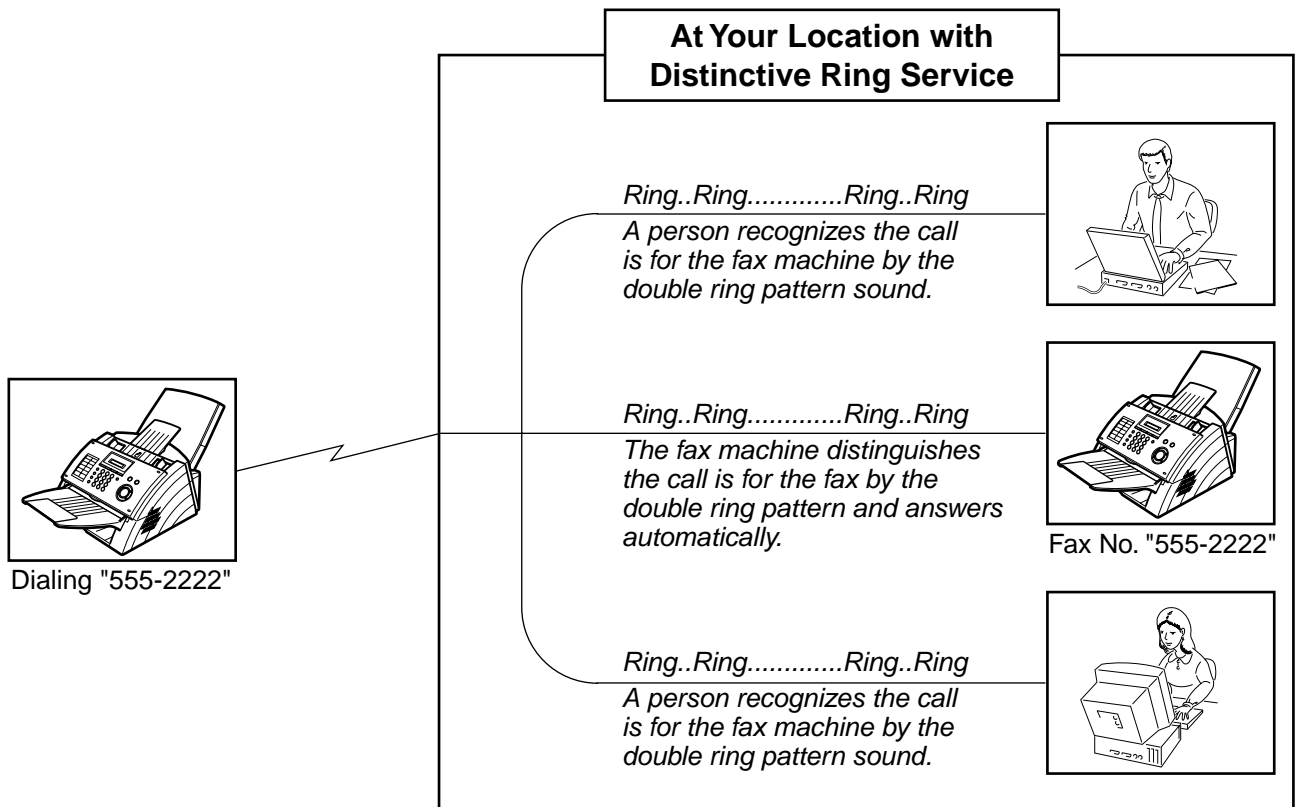 At Your Location with
Distinctive Ring Service
Ring..Ring.............Ring..Ring
A person recognizes the call
is for the fax machine by the
double ring pattern sound.
Ring..Ring.............Ring..Ring
The fax machine distinguishes
the call is for the fax by the
double ring pattern and answers
automatically.
Fax No. "555-2222"
Dialing "555-2222"
Ring..Ring.............Ring..Ring
A person recognizes the call
is for the fax machine by the
double ring pattern sound.